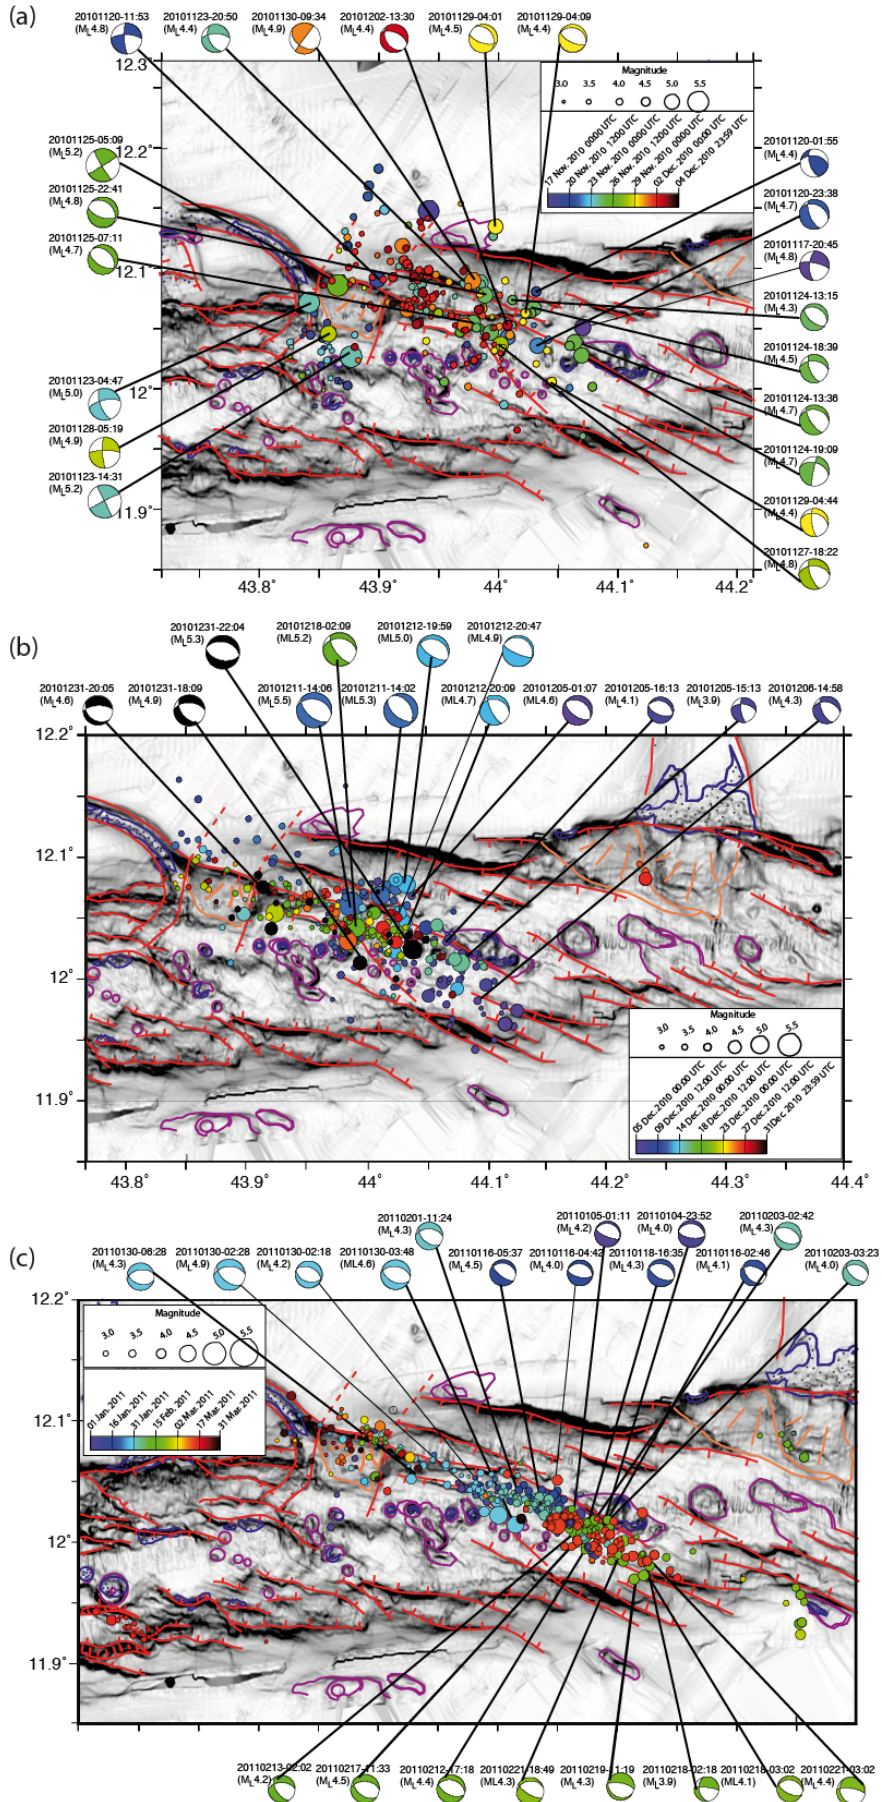 (a)
20101120-11:53
(ML4.8)
20101123-20:50
(ML4.4)
20101130-09:34
(ML4.9)
20101202-13:30
(ML4.4)
20101129-04:01
(ML4.5)
20101129-04:09
(ML4.4)
12.3
12.2°
12.1°
12°
11.9°
43.8°
43.9°
44°
44.1°
44.2°
Magnitude
3.0
3.5
4.0
4.5
5.0
5.5
17 Nov. 2010 00:00 UTC
20 Nov. 2010 12:00 UTC
23 Nov. 2010 00:00 UTC
26 Nov. 2010 12:00 UTC
29 Nov. 2010 00:00 UTC
02 Dec. 2010 00:00 UTC
04 Dec. 2010 23:59 UTC
20101125-05:09
(ML5.2)
20101125-22:41
(ML4.8)
20101125-07:11
(ML4.7)
20101123-04:47
(ML5.0)
20101128-05:19
(ML4.9)
20101123-14:31
(ML5.2)
20101120-01:55
(ML4.4)
20101120-23:38
(ML4.7)
20101117-20:45
(ML4.8)
20101124-13:15
(ML4.3)
20101124-18:39
(ML4.5)
20101124-13:36
(ML4.7)
20101124-19:09
(ML4.7)
20101129-04:44
(ML4.4)
20101127-18:22
(ML4.8)
(b)
20101231-22:04
(ML5.3)
20101218-02:09
(ML5.2)
20101212-19:59
(ML5.0)
20101212-20:47
(ML4.9)
20101231-20:05
(ML4.6)
20101231-18:09
(ML4.9)
20101211-14:06
(ML5.5)
20101211-14:02
(ML5.3)
20101212-20:09
(ML4.7)
20101205-01:07
(ML4.6)
20101205-16:13
(ML4.1)
20101205-15:13
(ML3.9)
20101206-14:58
(ML4.3)
12.2°
12.1°
12°
11.9°
Magnitude
3.0
3.5
4.0
4.5
5.0
5.5
05 Dec. 2010 00:00 UTC
09 Dec. 2010 12:00 UTC
14 Dec. 2010 00:00 UTC
18 Dec. 2010 12:00 UTC
23 Dec. 2010 00:00 UTC
27 Dec. 2010 12:00 UTC
31Dec 2010 23:59 UTC
43.8°
43.9°
44°
44.1°
44.2°
44.3°
44.4°
(c)
20110201-11:24
(ML4.3)
20110105-01:11
(ML4.2)
20110104-23:52
(ML4.0)
20110203-02:42
(ML4.3)
20110130-06:28
(ML4.3)
20110130-02:28
(ML4.9)
20110130-02:18
(ML4.2)
20110130-03:48
(ML4.6)
20110116-05:37
(ML4.5)
20110116-04:42
(ML4.0)
20110118-16:35
(ML4.3)
20110116-02:46
(ML4.1)
20110203-03:23
(ML4.0)
12.2°
12.1°
12°
11.9°
Magnitude
3.0
3.5
4.0
4.5
5.0
5.5
01 Jan. 2011
16 Jan. 2011
31 Jan. 2011
15 Feb. 2011
02 Mar. 2011
17 Mar. 2011
31 Mar. 2011
20110213-02:02
(ML4.2)
20110217-11:33
(ML4.5)
20110212-17:18
(ML4.4)
20110221-18:49
(ML4.3)
20110219-11:19
(ML4.3)
20110218-02:18
(ML3.9)
20110218-03:02
(ML4.1)
20110221-03:02
(ML4.4)